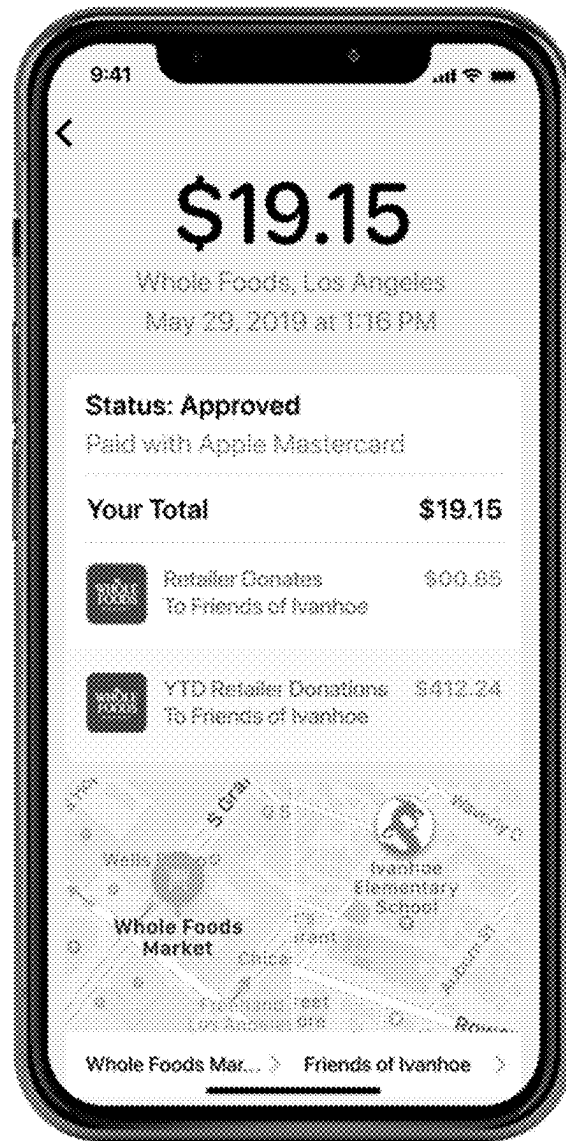 9:41
$19.15
Whole Foods, Los Angeles
May 29, 2019 at 1:16 PM
Status: Approved
Paid with Apple Mastercard
Your Total $19.15
Retailer Donates
To Friends of Ivanhoe
YTD Retailer Donations $412.24
To Friends of Ivanhoe
S Gra
Waverly
Ivanhoe
Elementary
School
Whole Foods
Market
Whole Foods Mar... >
Friends of Ivanhoe >